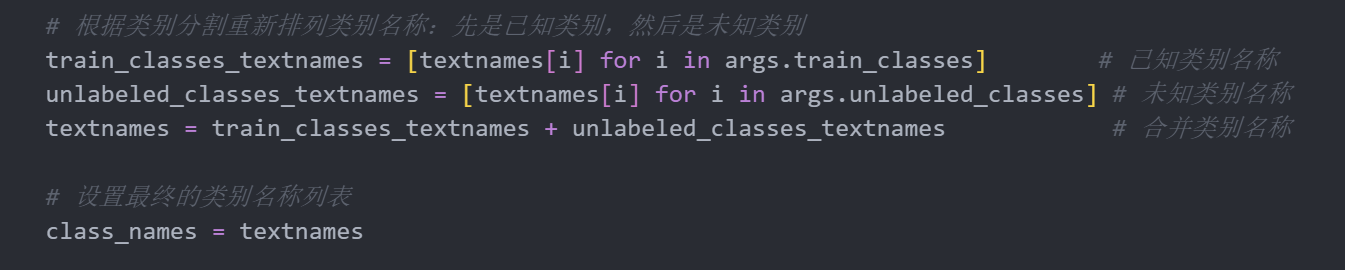 # 根据类别分割重新排列类别名称：先是已知类别，然后是未知类别
train_classes_textnames = [textnames[i] for i in args.train_classes]        # 已知类别名称
unlabeled_classes_textnames = [textnames[i] for i in args.unlabeled_classes] # 未知类别名称
textnames = train_classes_textnames + unlabeled_classes_textnames            # 合并类别名称
# 设置最终的类别名称列表
class_names = textnames